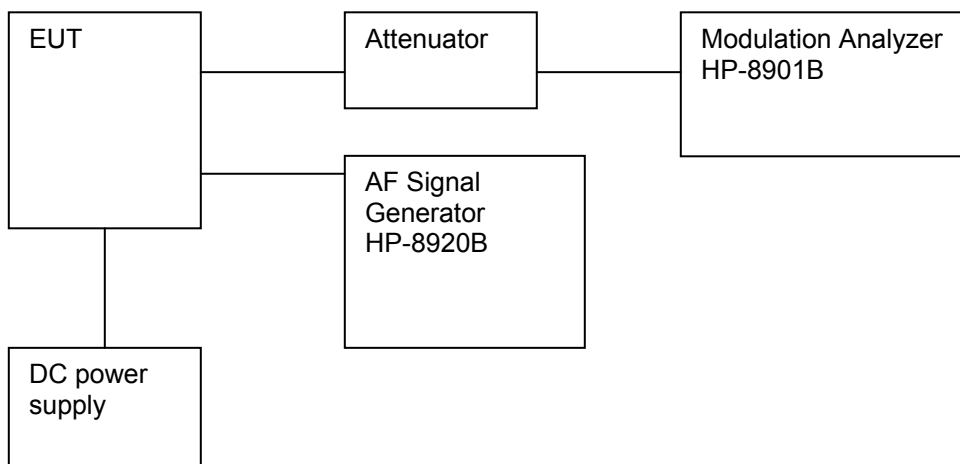 EUT
Attenuator
Modulation Analyzer
HP-8901B
AF Signal
Generator
HP-8920B
DC power
supply